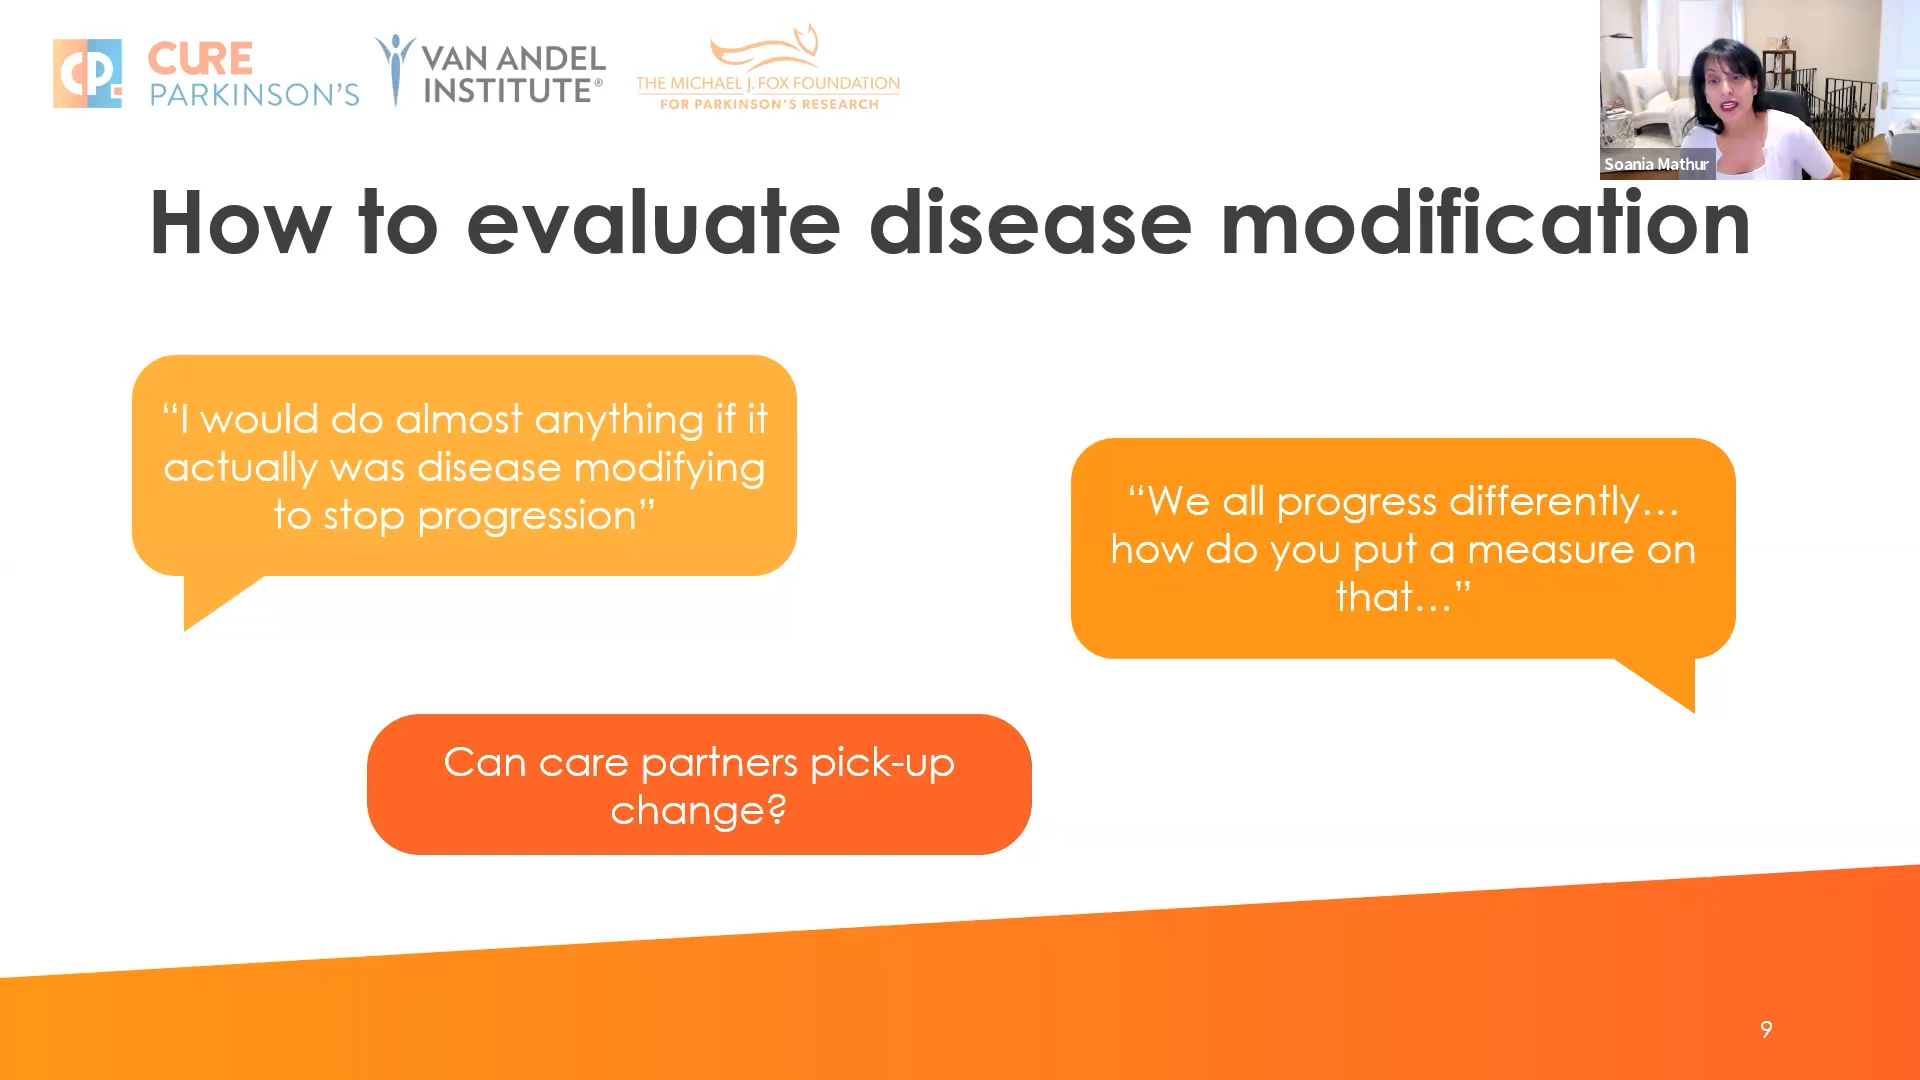 CP.
CURE
PARKINSON'S
VAN ANDEL
INSTITUTE®
THE MICHAEL J. FOX FOUNDATION
FOR PARKINSON'S RESEARCH
Soania Mathur
How to evaluate disease modification
“I would do almost anything if it
actually was disease modifying
to stop progression”
“We all progress differently…
how do you put a measure on
that…”
Can care partners pick-up
change?
9